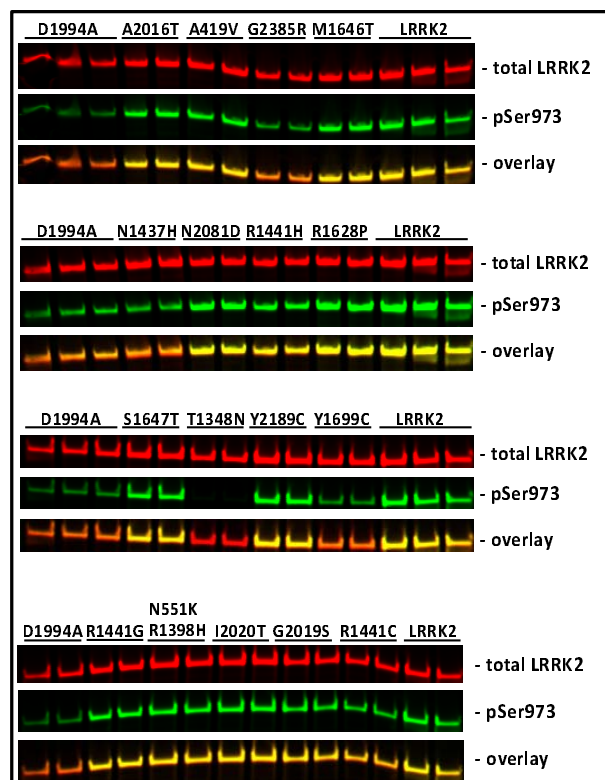 D1994A A2016T A419V G2385R M1646T LRRK2
- total LRRK2
- pSer973
- overlay
D1994A N1437H N2081D R1441H R1628P LRRK2
- total LRRK2
- pSer973
- overlay
D1994A S1647T T1348N Y2189C Y1699C LRRK2
- total LRRK2
- pSer973
- overlay
N551K
D1994A R1441G R1398H I2020T G2019S R1441C LRRK2
- total LRRK2
- pSer973
- overlay